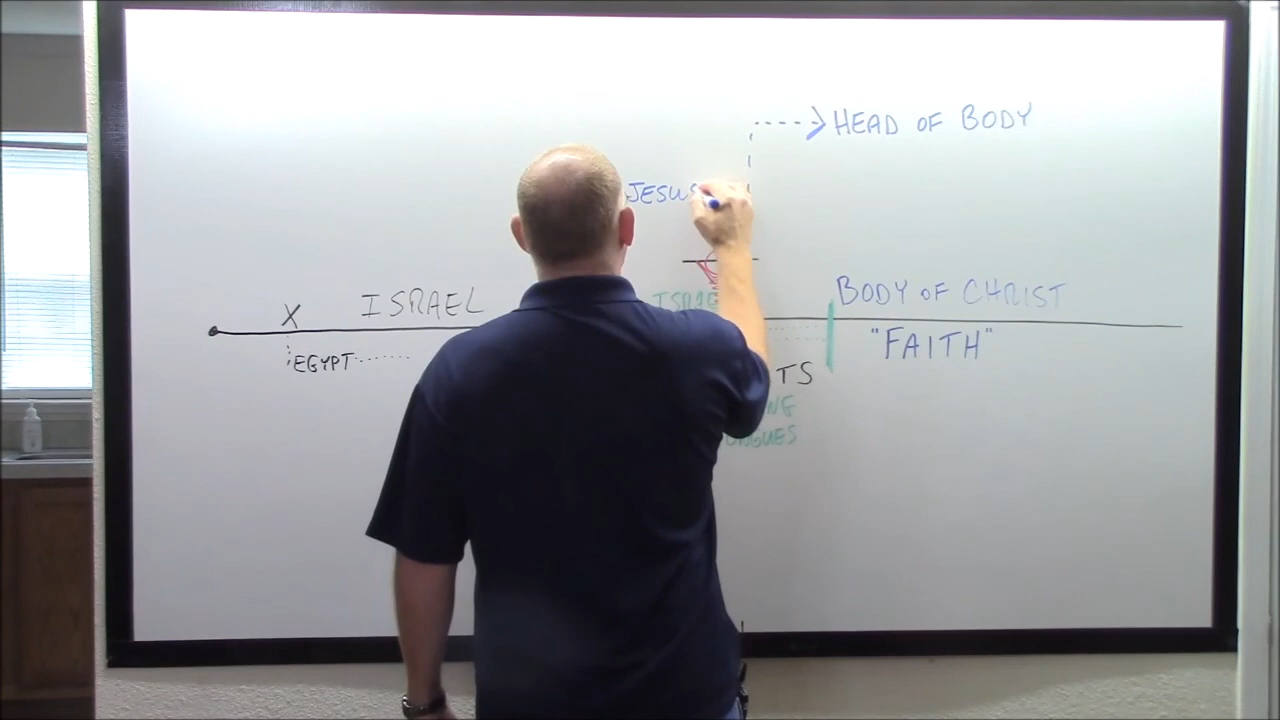 HEAD OF BODY
JESUS
X ISRAEL
BODY OF CHRIST
EGYPT
"FAITH"